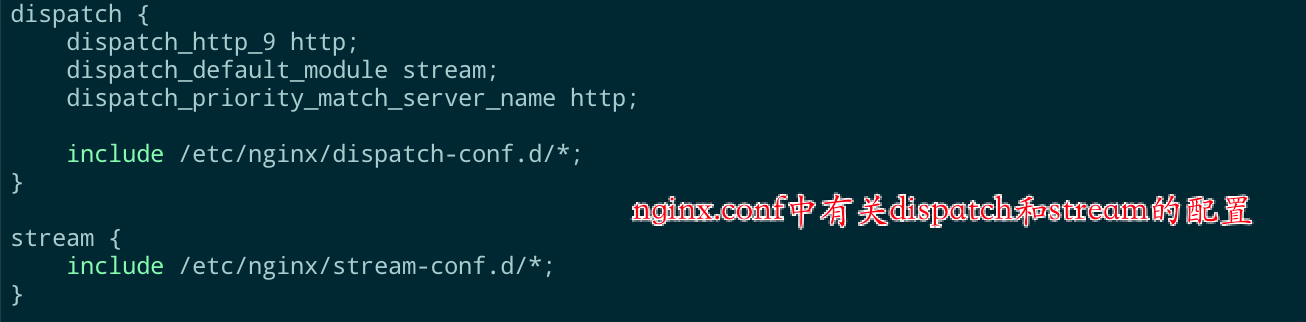 dispatch {
    dispatch_http_9 http;
    dispatch_default_module stream;
    dispatch_priority_match_server_name http;
    include /etc/nginx/dispatch-conf.d/*;
}
nginx.conf中有关dispatch和stream的配置
stream {
    include /etc/nginx/stream-conf.d/*;
}